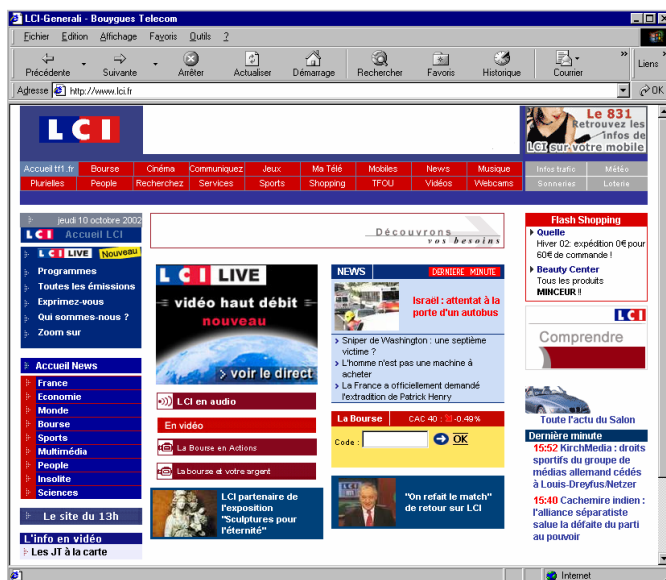 LCI-Generali - Bouygues Telecom
Eichier Edition Affichage Favoris Outils ?
Précédente Suivante Arrêter Actualiser Démarrage Rechercher Favoris Historique Courrier » Liens »
Adresse http://www.lci.fr OK
LCI
Le 831
Retrouvez les
infos de
LCI sur votre mobile
Accueil tf1.fr Bourse Cinéma Communiquez Jeux Ma Télé Mobiles News Musique Infos trafic Météo
Plurielles People Recherchez Services Sports Shopping TFOU Vidéos Webcams Sonneries Loterie
jeudi 10 octobre 2002
LCI Accueil LCI
LCI LIVE Nouveau !
Programmes
Toutes les émissions
Exprimez-vous
Qui sommes-nous ?
Zoom sur
Accueil News
France
Economie
Monde
Bourse
Sports
Multimédia
People
Insolite
Sciences
Le site du 13h
L'info en vidéo
Les JT à la carte
Découvrons
vos besoins
LCI LIVE
vidéo haut débit
nouveau
> voir le direct
LCI en audio
En vidéo
La Bourse en Actions
La bourse et votre argent
LCI partenaire de
l'exposition
"Sculptures pour
l'éternité"
NEWS DERNIERE MINUTE
Israël : attentat à la
porte d'un autobus
> Sniper de Washington : une septième
victime ?
> L'homme n'est pas une machine à
acheter
> La France a officiellement demandé
l'extradition de Patrick Henry
La Bourse CAC 40 : -0.49%
Code : OK
"On refait le match"
de retour sur LCI
Flash Shopping
Quelle
Hiver 02: expédition 0€ pour
60€ de commande !
Beauty Center
Tous les produits
MINCEUR !!
LCI
Comprendre
Toute l'actu du Salon
Dernière minute
15:52 KirchMedia : droits
sportifs du groupe de
médias allemand cédés
à Louis-Dreyfus/Netzer
15:40 Cachemire indien :
l'alliance séparatiste
salue la défaite du parti
au pouvoir
Internet